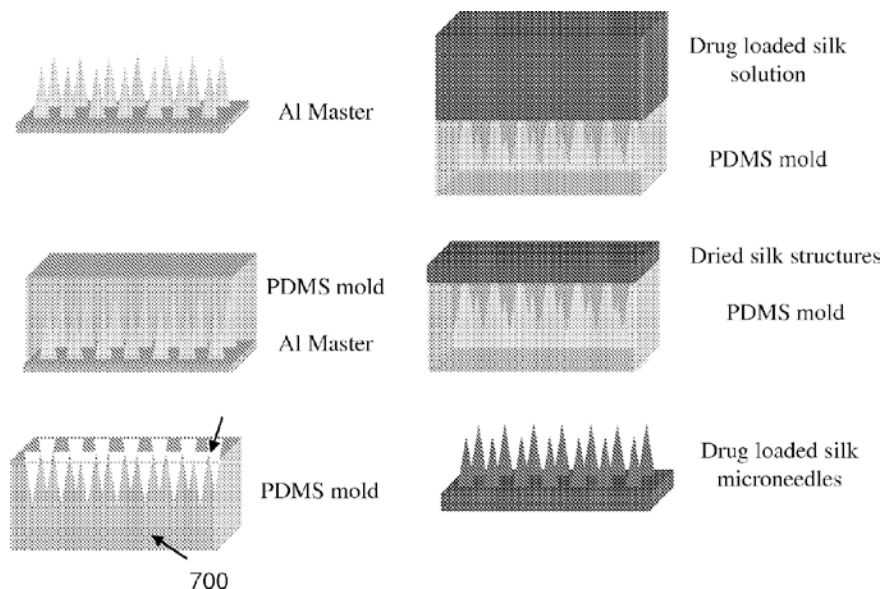 Al Master
PDMS mold
Al Master
PDMS mold
700
Drug loaded silk
solution
PDMS mold
Dried silk structures
PDMS mold
Drug loaded silk
microneedles